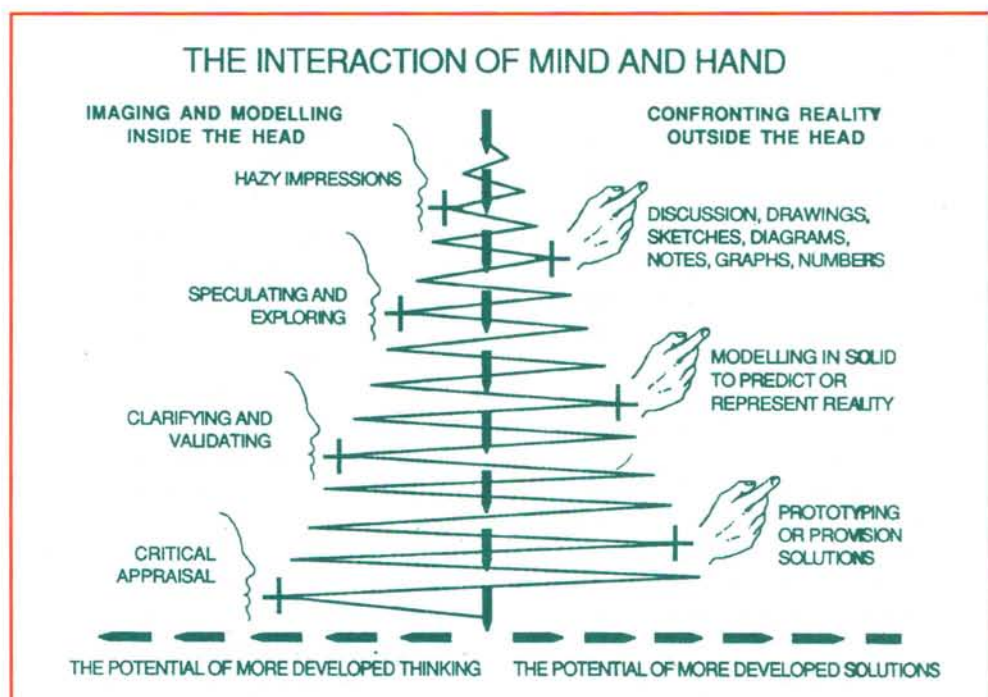 THE INTERACTION OF MIND AND HAND
IMAGING AND MODELLING
INSIDE THE HEAD
CONFRONTING REALITY
OUTSIDE THE HEAD
HAZY IMPRESSIONS
DISCUSSION, DRAWINGS,
SKETCHES, DIAGRAMS,
NOTES, GRAPHS, NUMBERS
SPECULATING AND
EXPLORING
MODELLING IN SOLID
TO PREDICT OR
REPRESENT REALITY
CLARIFYING AND
VALIDATING
PROTOTYPING
OR PROVISION
SOLUTIONS
CRITICAL
APPRAISAL
THE POTENTIAL OF MORE DEVELOPED THINKING
THE POTENTIAL OF MORE DEVELOPED SOLUTIONS